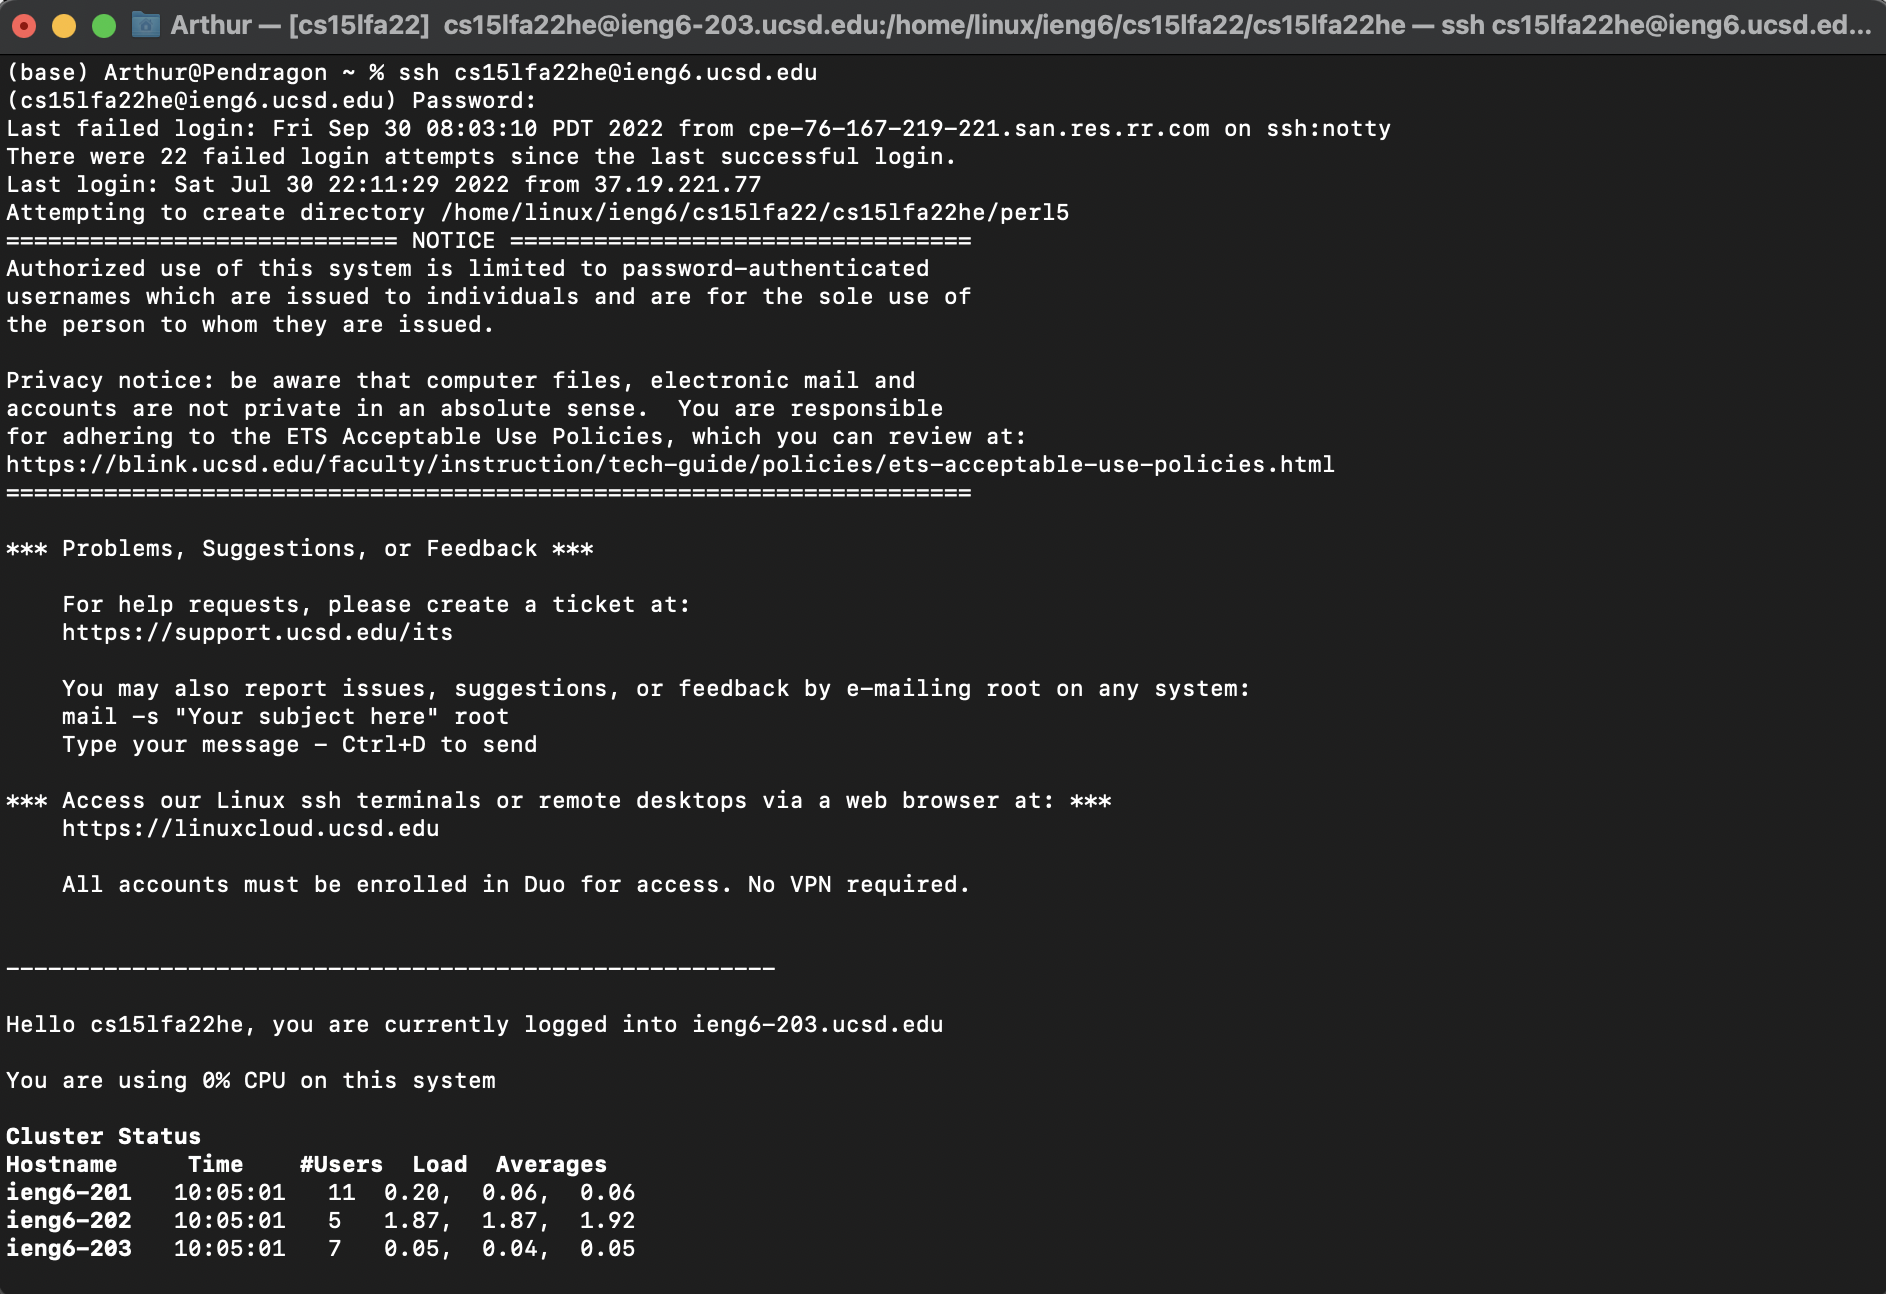 Arthur — [cs15lfa22] cs15lfa22he@ieng6-203.ucsd.edu:/home/linux/ieng6/cs15lfa22/cs15lfa22he — ssh cs15lfa22he@ieng6.ucsd.ed...
(base) Arthur@Pendragon ~ % ssh cs15lfa22he@ieng6.ucsd.edu
(cs15lfa22he@ieng6.ucsd.edu) Password:
Last failed login: Fri Sep 30 08:03:10 PDT 2022 from cpe-76-167-219-221.san.res.rr.com on ssh:notty
There were 22 failed login attempts since the last successful login.
Last login: Sat Jul 30 22:11:29 2022 from 37.19.221.77
Attempting to create directory /home/linux/ieng6/cs15lfa22/cs15lfa22he/perl5
============================ NOTICE =================================
Authorized use of this system is limited to password-authenticated
usernames which are issued to individuals and are for the sole use of
the person to whom they are issued.

Privacy notice: be aware that computer files, electronic mail and
accounts are not private in an absolute sense.  You are responsible
for adhering to the ETS Acceptable Use Policies, which you can review at:
https://blink.ucsd.edu/faculty/instruction/tech-guide/policies/ets-acceptable-use-policies.html
=====================================================================

*** Problems, Suggestions, or Feedback ***

    For help requests, please create a ticket at:
    https://support.ucsd.edu/its

    You may also report issues, suggestions, or feedback by e-mailing root on any system:
    mail -s "Your subject here" root
    Type your message - Ctrl+D to send

*** Access our Linux ssh terminals or remote desktops via a web browser at: ***
    https://linuxcloud.ucsd.edu

    All accounts must be enrolled in Duo for access. No VPN required.


-------------------------------------------------------

Hello cs15lfa22he, you are currently logged into ieng6-203.ucsd.edu

You are using 0% CPU on this system

Cluster Status
Hostname     Time    #Users  Load  Averages
ieng6-201   10:05:01   11  0.20,  0.06,  0.06
ieng6-202   10:05:01   5   1.87,  1.87,  1.92
ieng6-203   10:05:01   7   0.05,  0.04,  0.05